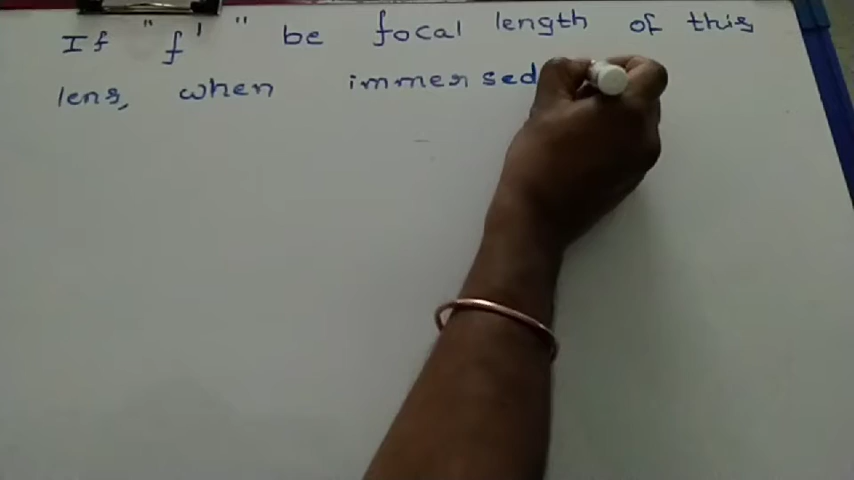 If "f'" be focal length of this
lens, when immersed